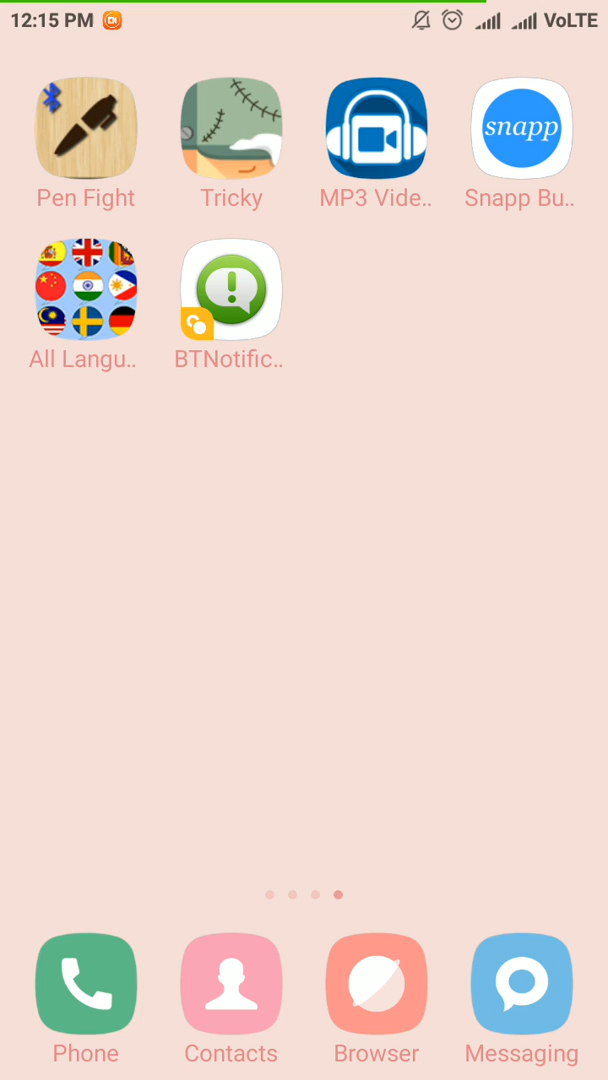 12:15 PM VoLTE
Pen Fight Tricky MP3 Vide.. Snapp Bu..
snapp
All Langu.. BTNotific..
Phone Contacts Browser Messaging